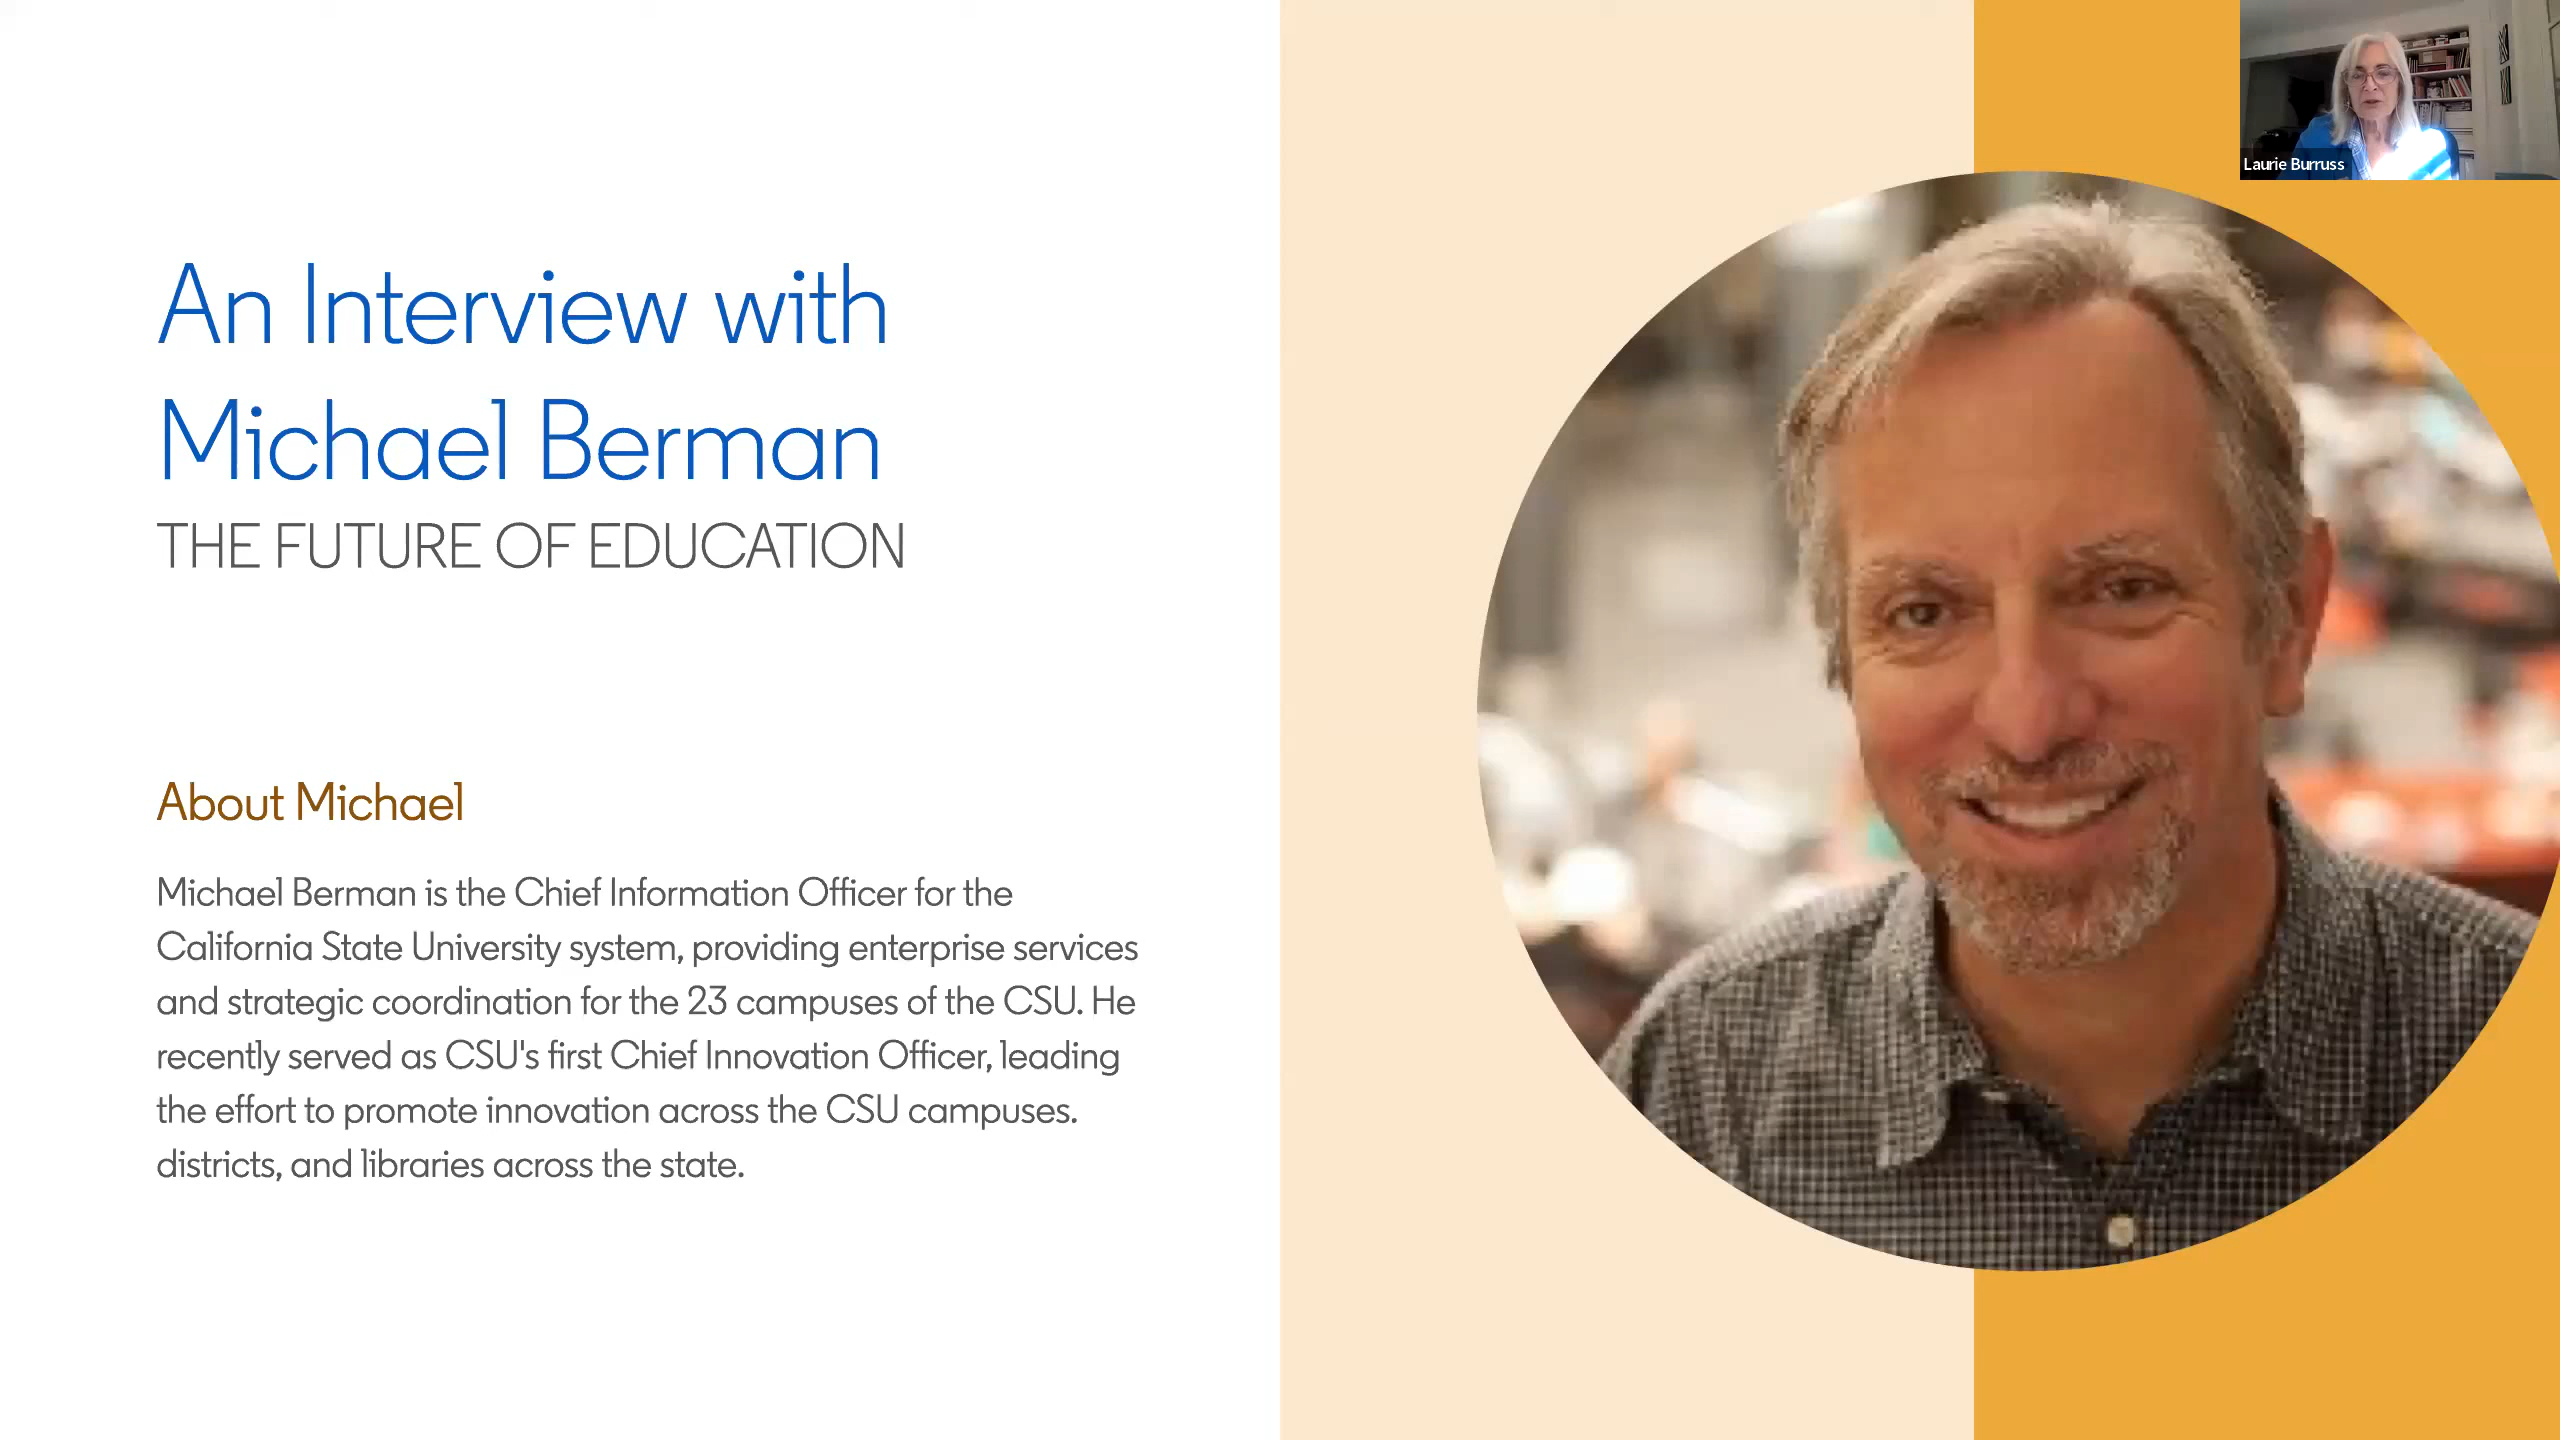 An Interview with
Michael Berman
THE FUTURE OF EDUCATION
About Michael
Michael Berman is the Chief Information Officer for the
California State University system, providing enterprise services
and strategic coordination for the 23 campuses of the CSU. He
recently served as CSU's first Chief Innovation Officer, leading
the effort to promote innovation across the CSU campuses.
districts, and libraries across the state.
Laurie Burruss